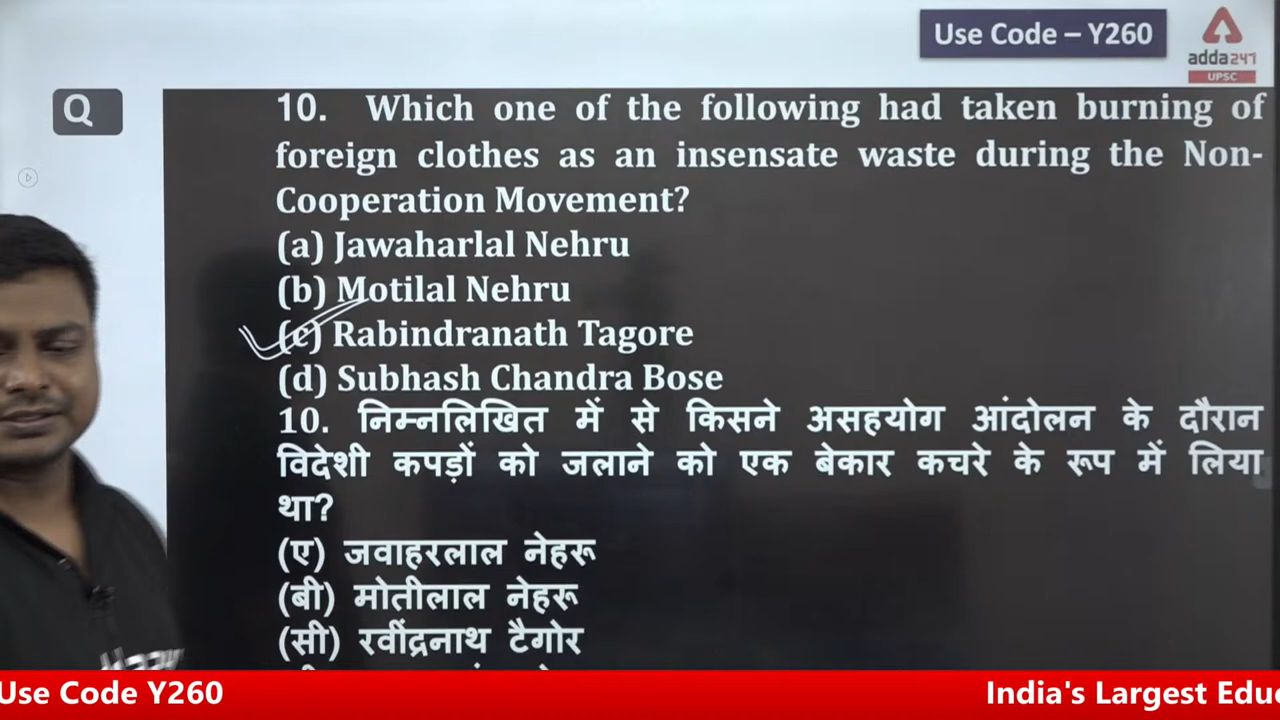 Use Code – Y260
adda247
UPSC
Q
10. Which one of the following had taken burning of
foreign clothes as an insensate waste during the Non-
Cooperation Movement?
(a) Jawaharlal Nehru
(b) Motilal Nehru
(c) Rabindranath Tagore
(d) Subhash Chandra Bose
10. निम्नलिखित में से किसने असहयोग आंदोलन के दौरान
विदेशी कपड़ों को जलाने को एक बेकार कचरे के रूप में लिया
था?
(ए) जवाहरलाल नेहरू
(बी) मोतीलाल नेहरू
(सी) रवींद्रनाथ टैगोर
Use Code Y260
India's Largest Edu